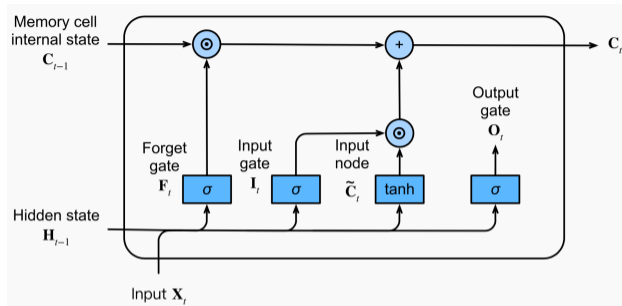 Memory cell
internal state
C_{t−1}
⊙
+
C_t
Output
gate
O_t
⊙
Forget
gate
F_t
Input
gate
I_t
Input
node
C̃_t
σ
σ
tanh
σ
Hidden state
H_{t−1}
Input X_t